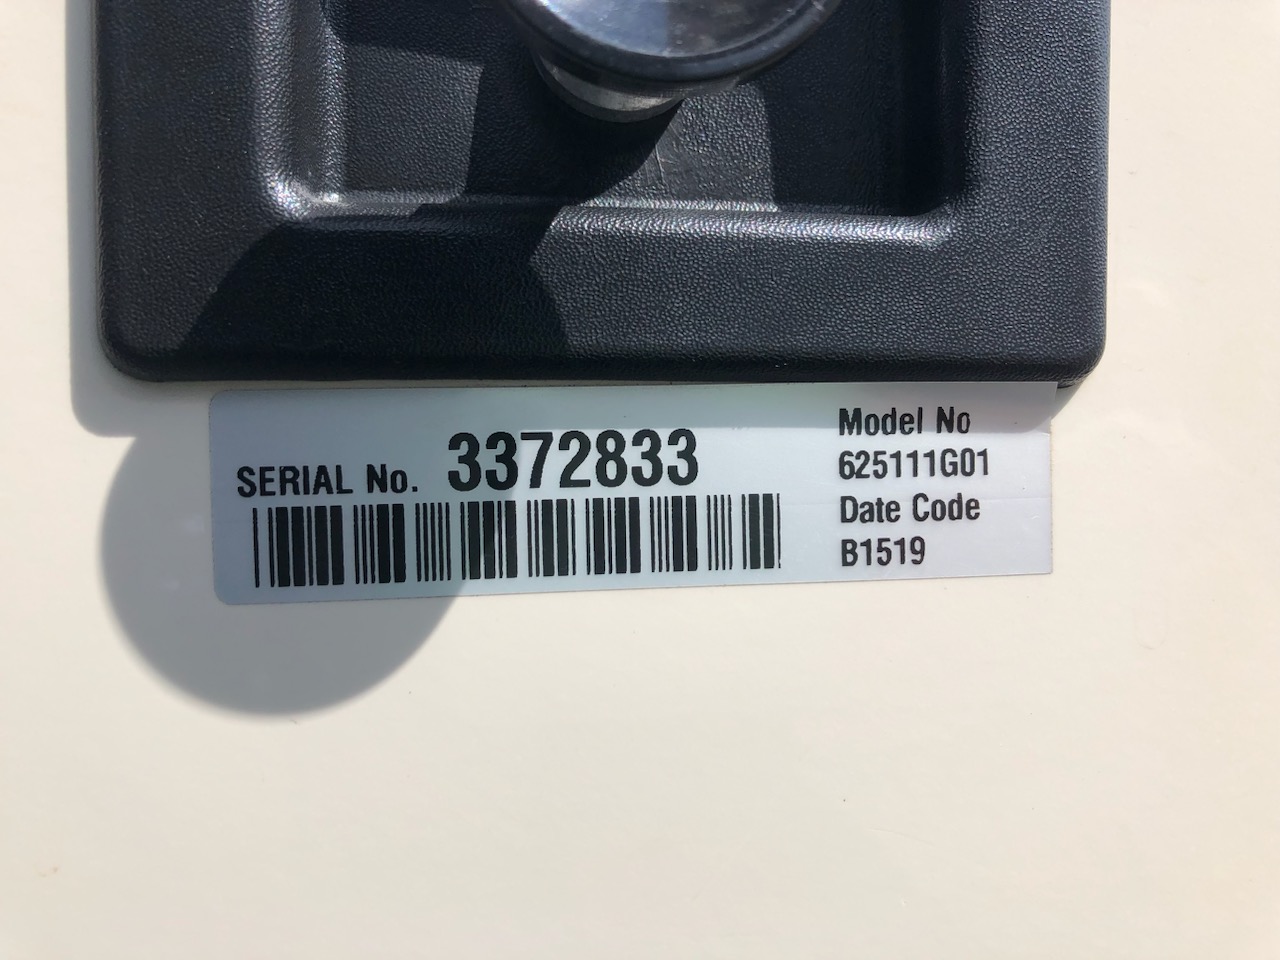 SERIAL No. 3372833
Model No
625111G01
Date Code
B1519